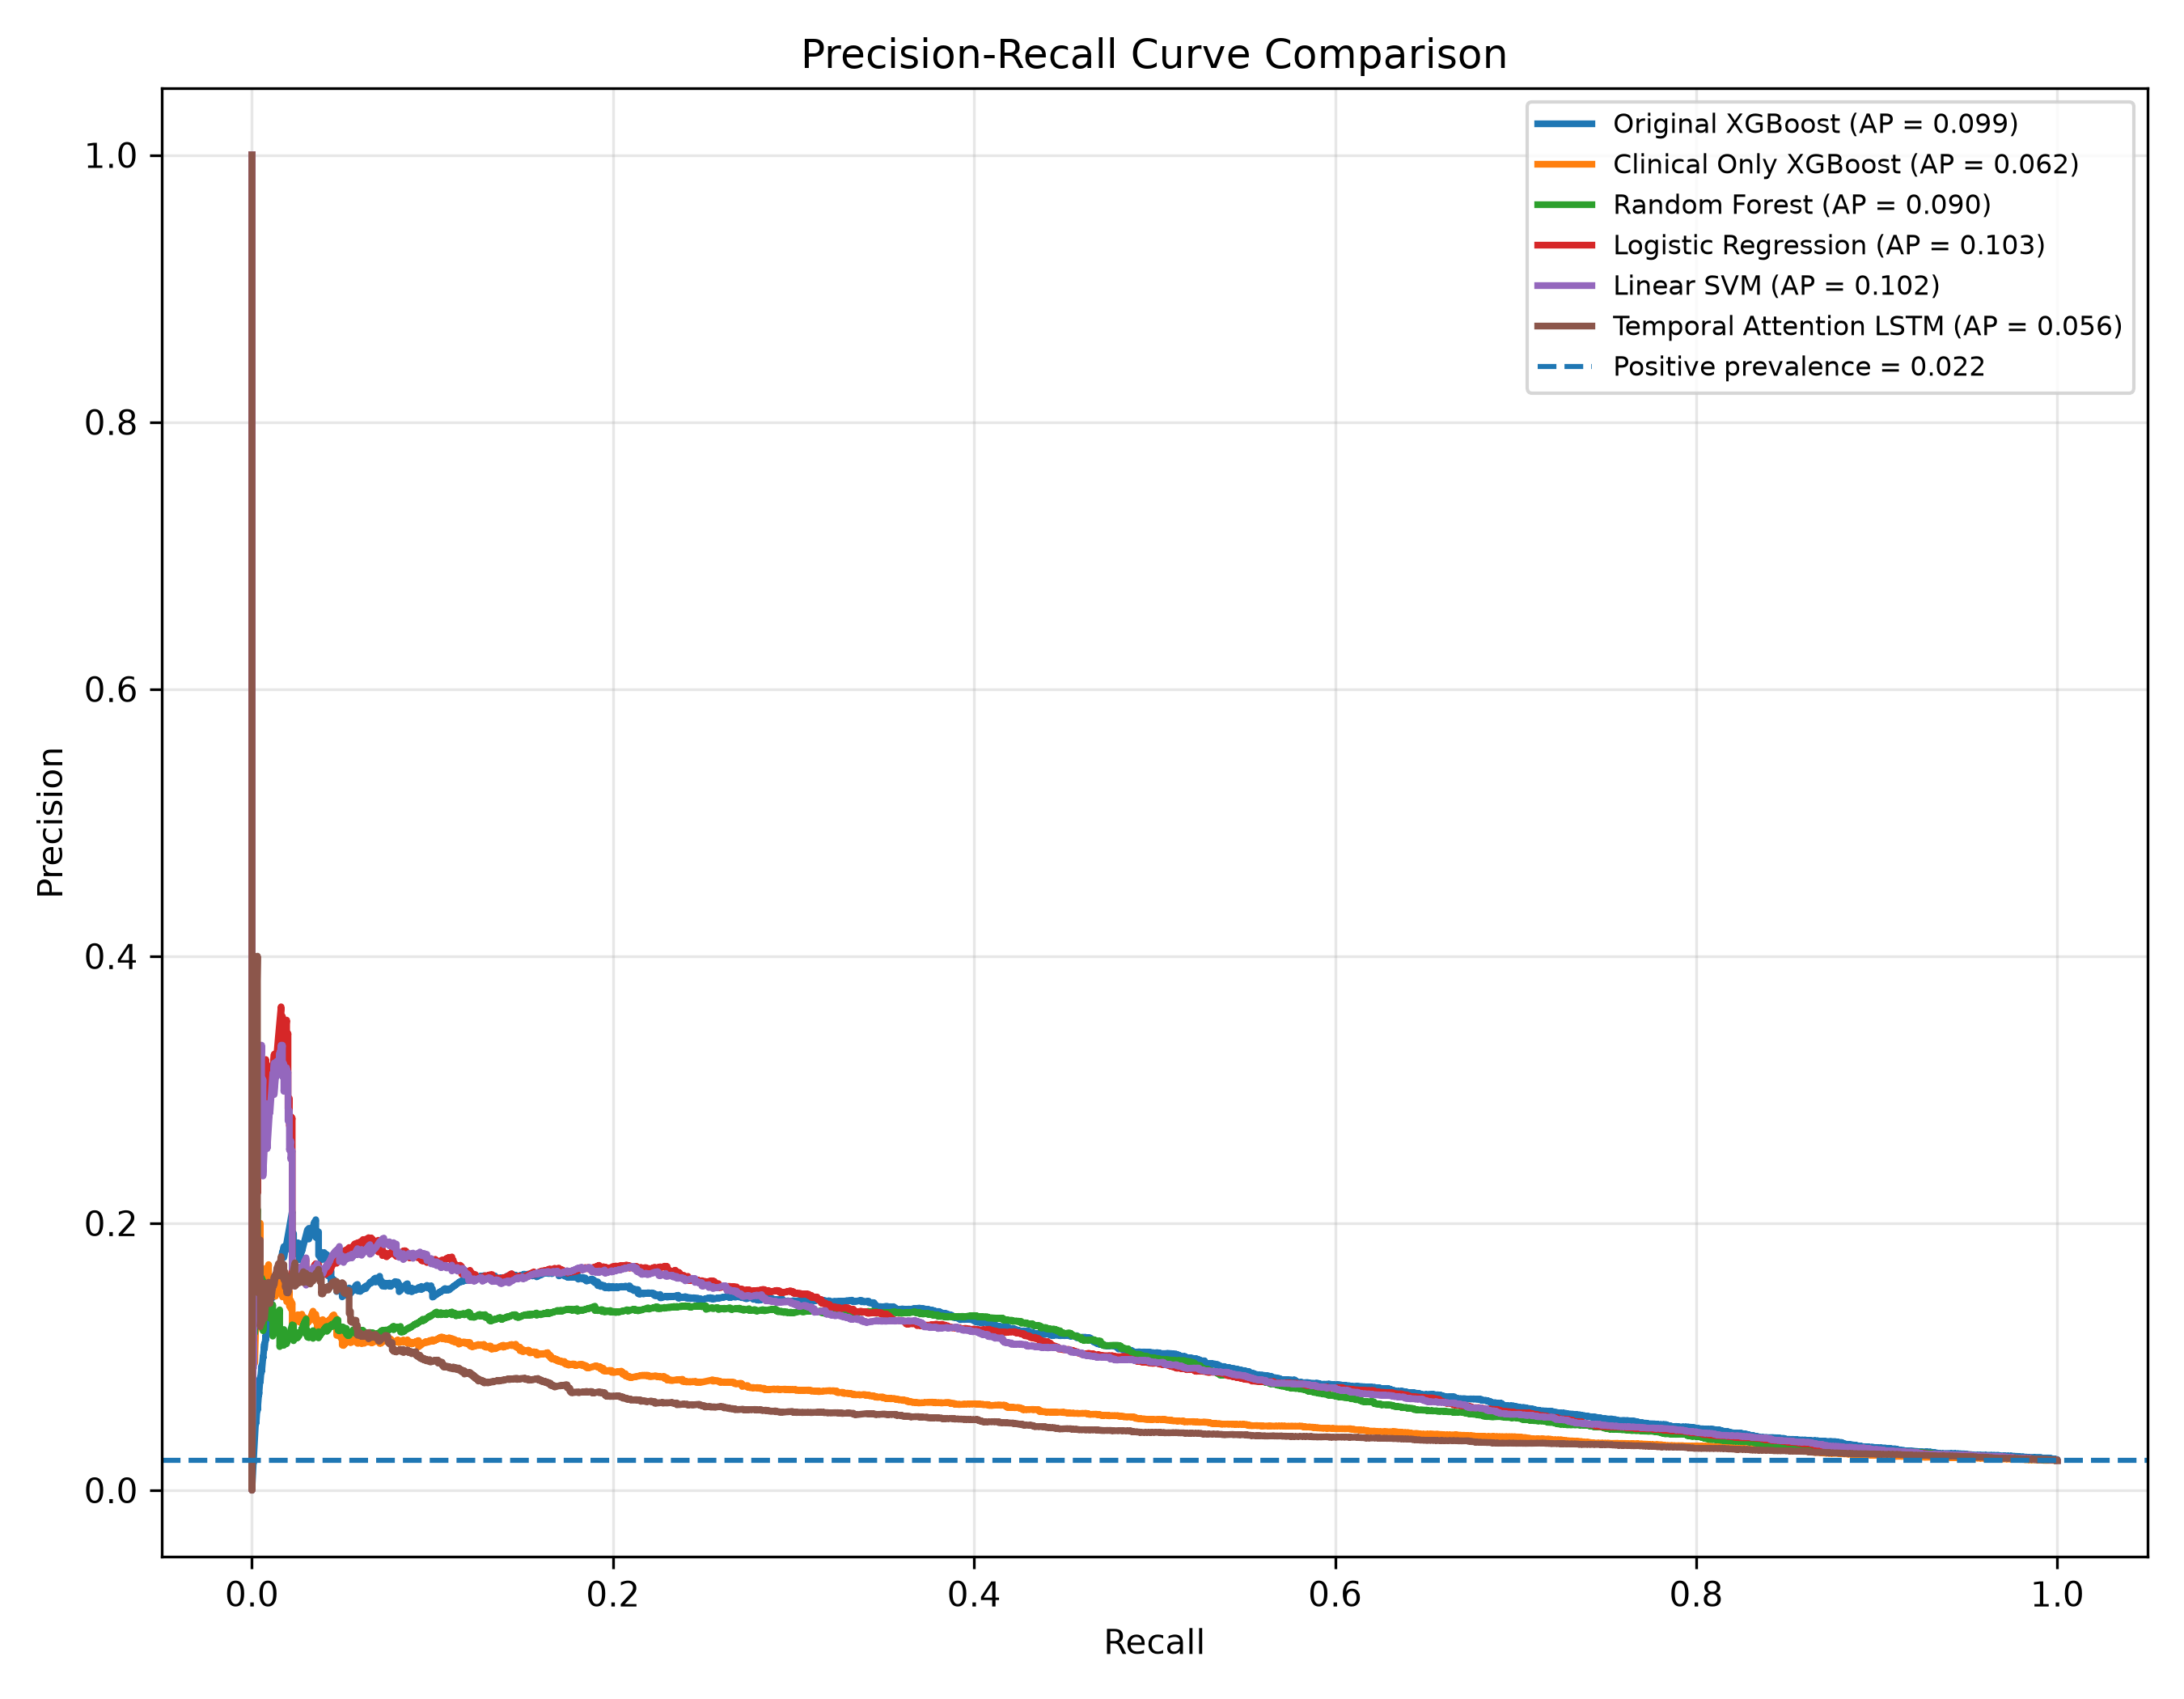 Precision-Recall Curve Comparison
Original XGBoost (AP = 0.099)
Clinical Only XGBoost (AP = 0.062)
Random Forest (AP = 0.090)
Logistic Regression (AP = 0.103)
Linear SVM (AP = 0.102)
Temporal Attention LSTM (AP = 0.056)
Positive prevalence = 0.022
1.0
0.8
0.6
0.4
0.2
0.0
Precision
0.0 0.2 0.4 0.6 0.8 1.0
Recall